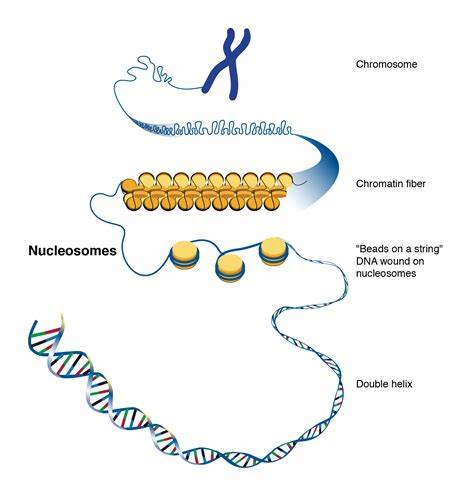 Chromosome
Chromatin fiber
Nucleosomes
"Beads on a string"
DNA wound on
nucleosomes
Double helix